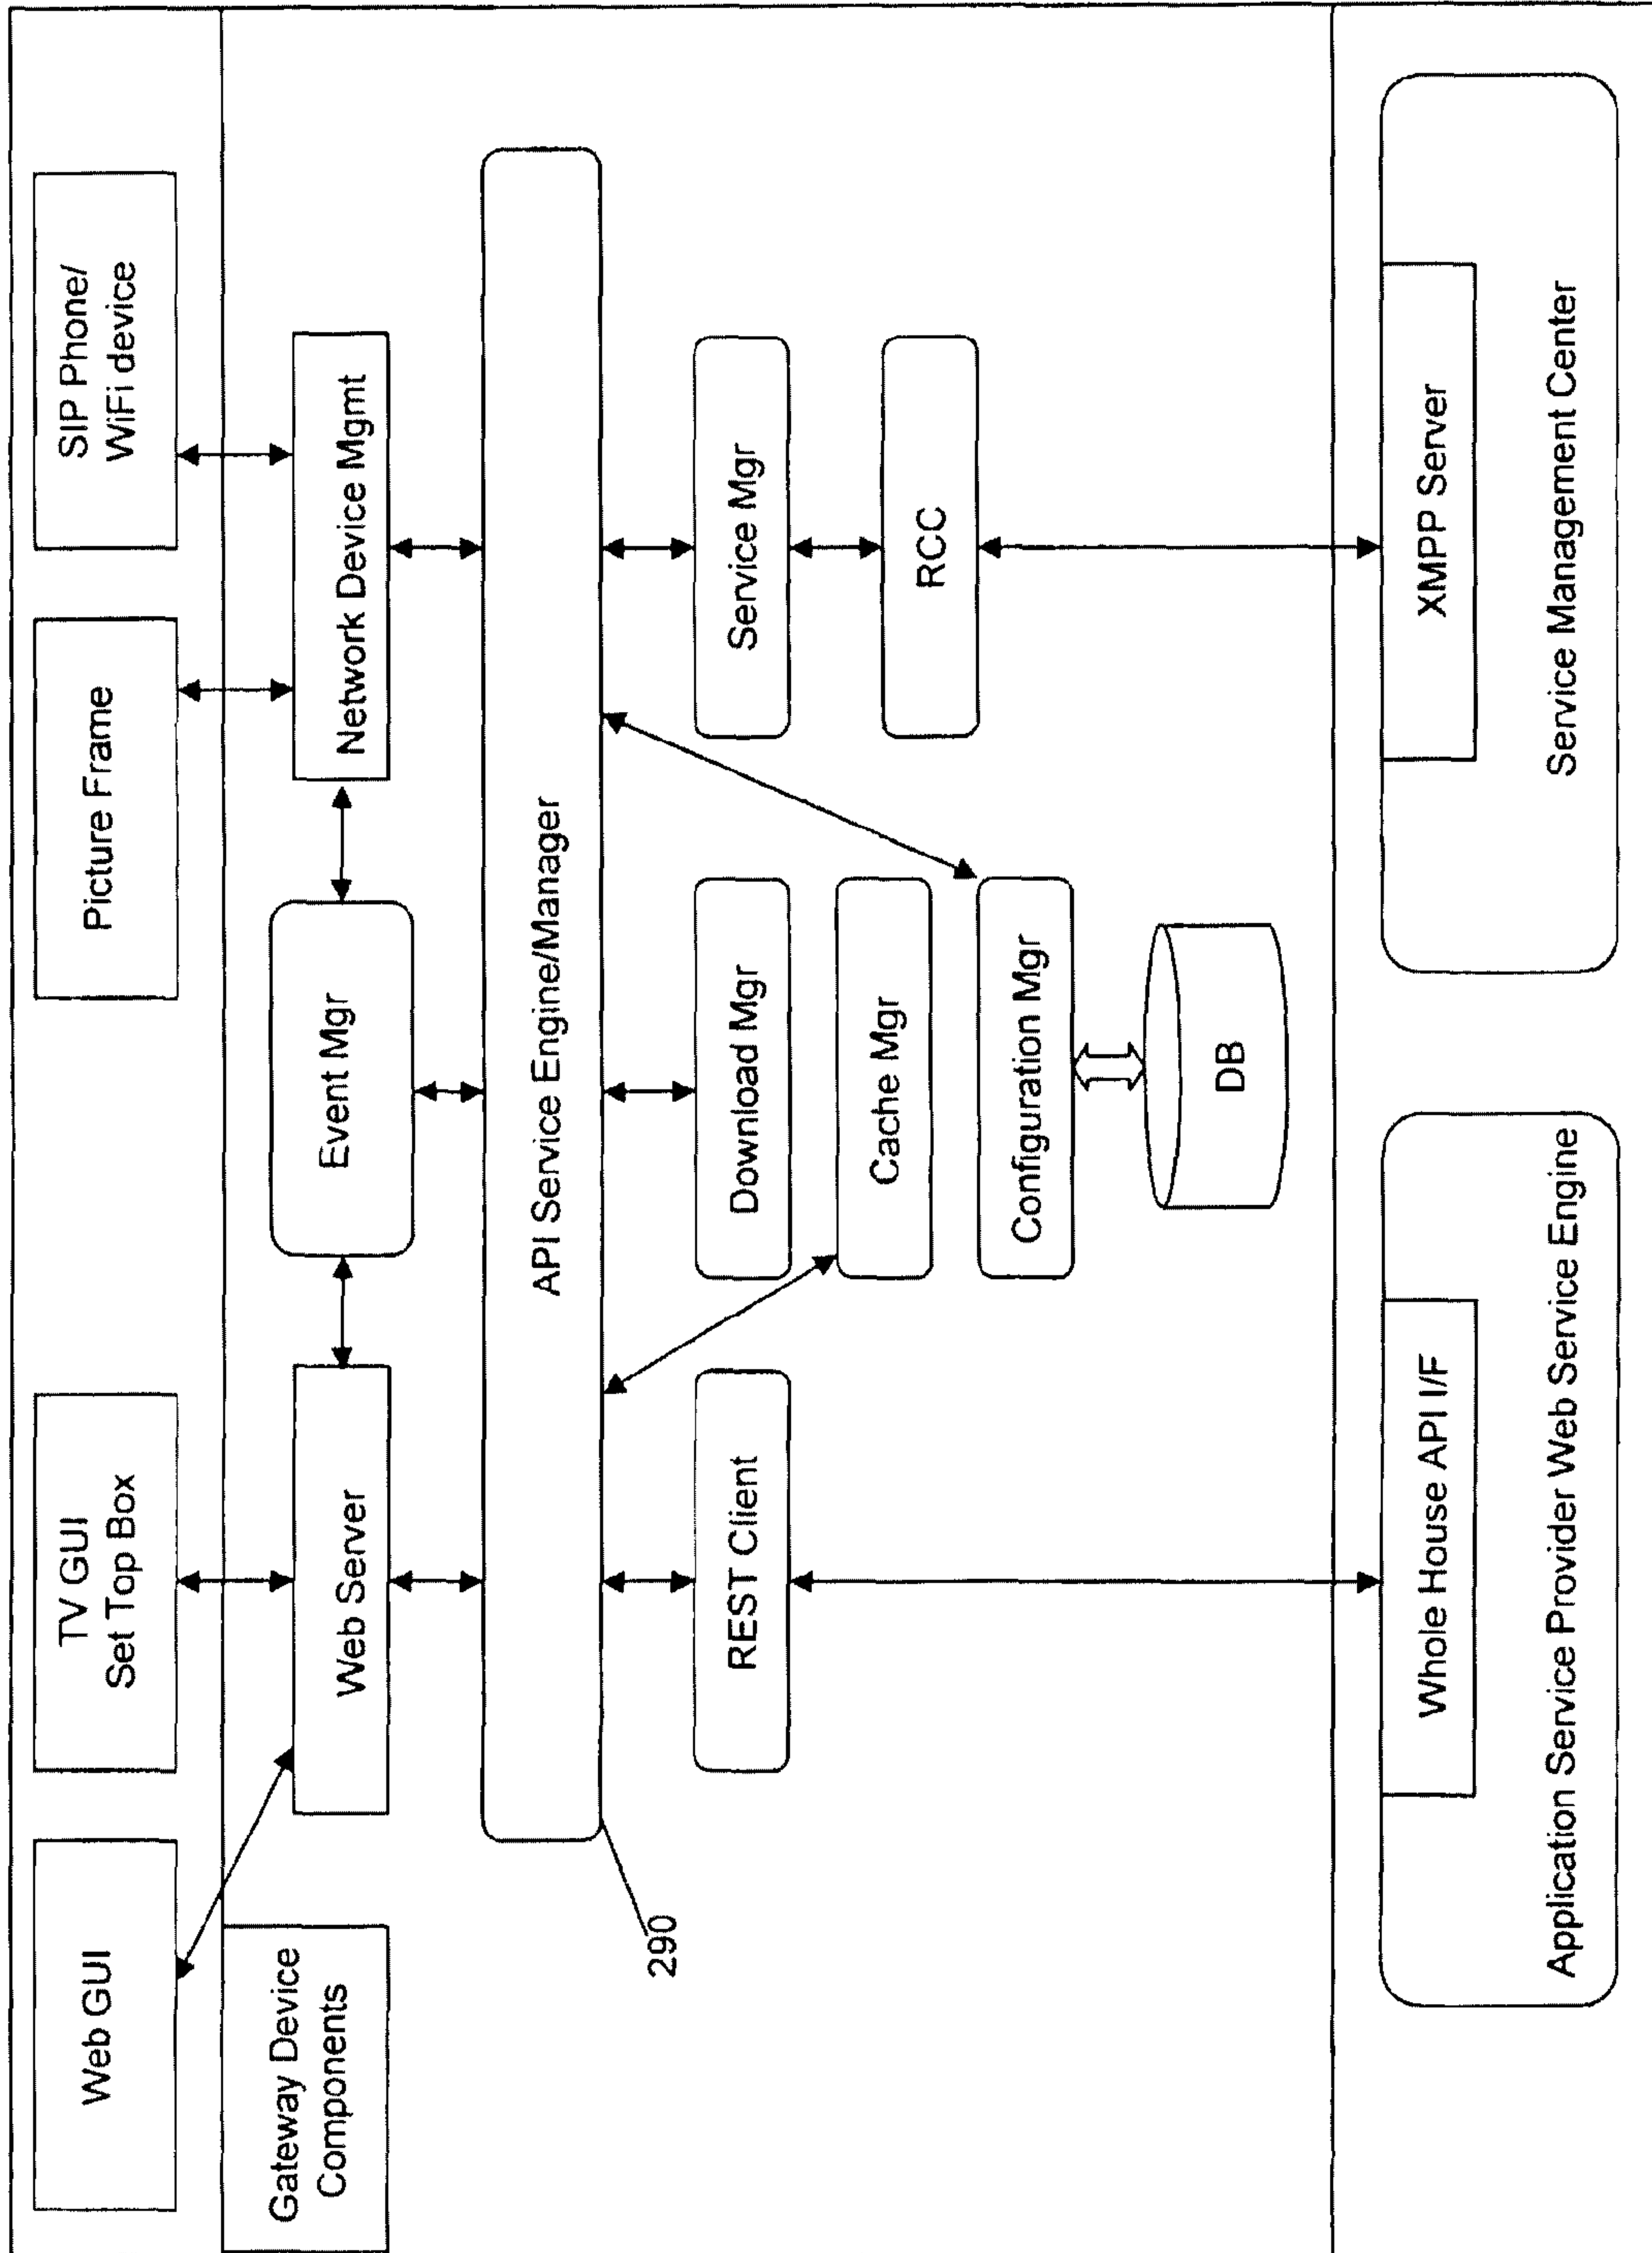 Web GUI
TV GUI
Set Top Box
Picture Frame
SIP Phone/
WiFi device
Gateway Device
Components
Web Server
Event Mgr
Network Device Mgmt
API Service Engine/Manager
290
REST Client
Download Mgr
Service Mgr
Cache Mgr
RCC
Configuration Mgr
DB
Whole House API I/F
XMPP Server
Application Service Provider Web Service Engine
Service Management Center